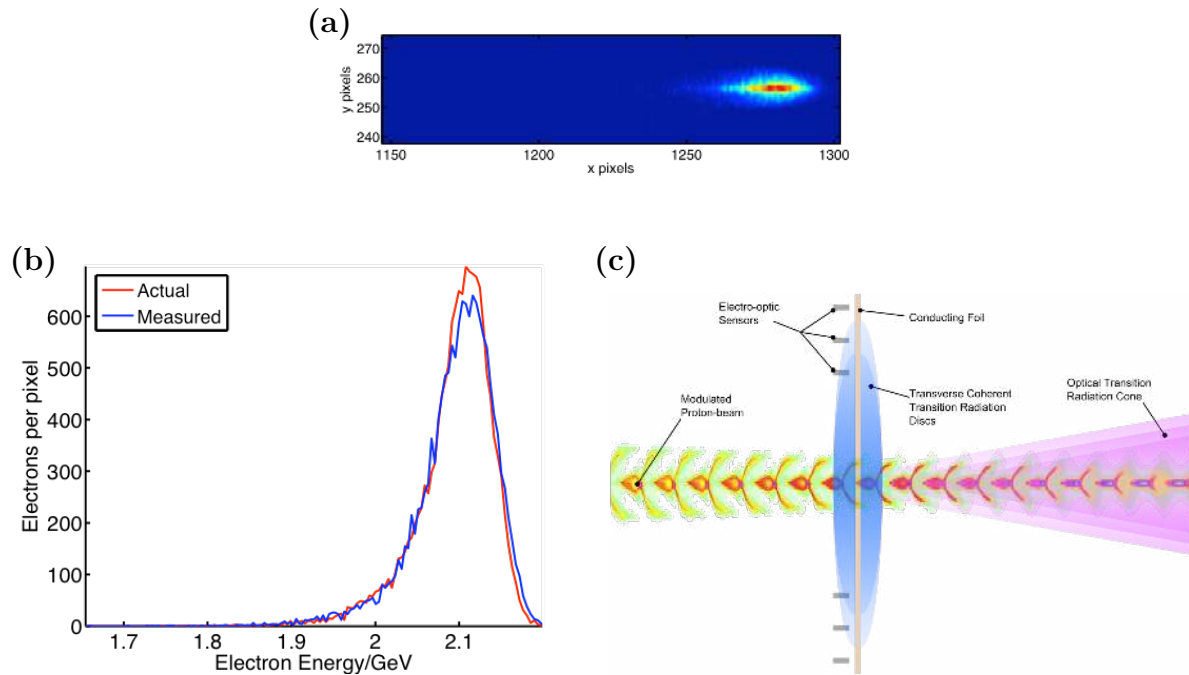 (a)
270
260
250
240
y pixels
1150
1200
1250
1300
x pixels
(b)
Actual
Measured
600
500
400
300
200
100
0
Electrons per pixel
1.7
1.8
1.9
2
2.1
Electron Energy/GeV
(c)
Electro-optic
Sensors
Conducting Foil
Modulated
Proton-beam
Transverse Coherent
Transition Radiation
Discs
Optical Transition
Radiation Cone